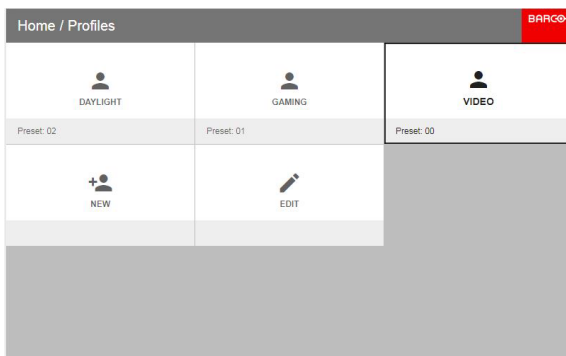 Home / Profiles
BARCO
DAYLIGHT
GAMING
VIDEO
Preset: 02
Preset: 01
Preset: 00
NEW
EDIT